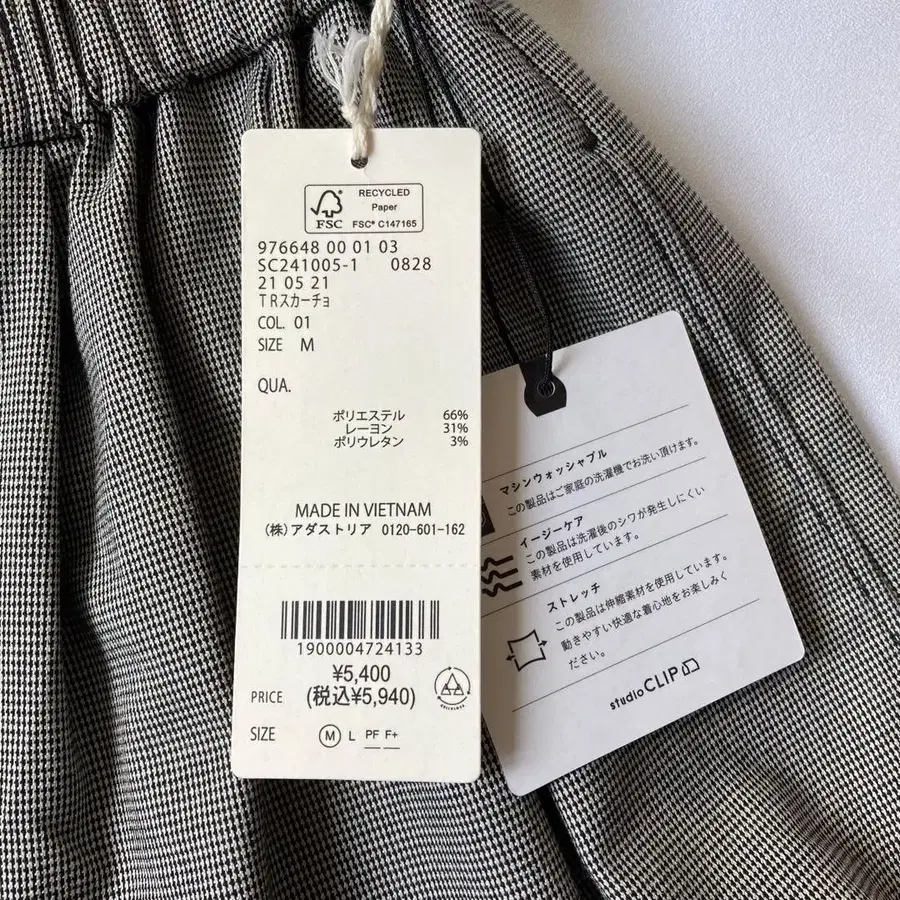 RECYCLED
Paper
FSC
FSC® C147165
976648 00 01 03
SC241005-1 0828
21 05 21
TRスカーチョ
COL. 01
SIZE M
QUA.
ポリエステル 66%
レーヨン 31%
ポリウレタン 3%
MADE IN VIETNAM
(株)アダストリア 0120-601-162
1900004724133
¥5,400
PRICE (税込¥5,940)
SIZE M L PF F+
マシンウォッシャブル
この製品はご家庭の洗濯機でお洗い頂けます。
イージーケア
この製品は洗濯後のシワが発生しにくい
素材を使用しています。
ストレッチ
この製品は伸縮素材を使用しています。
動きやすい快適な着心地をお楽しみく
ださい。
studioCLIP